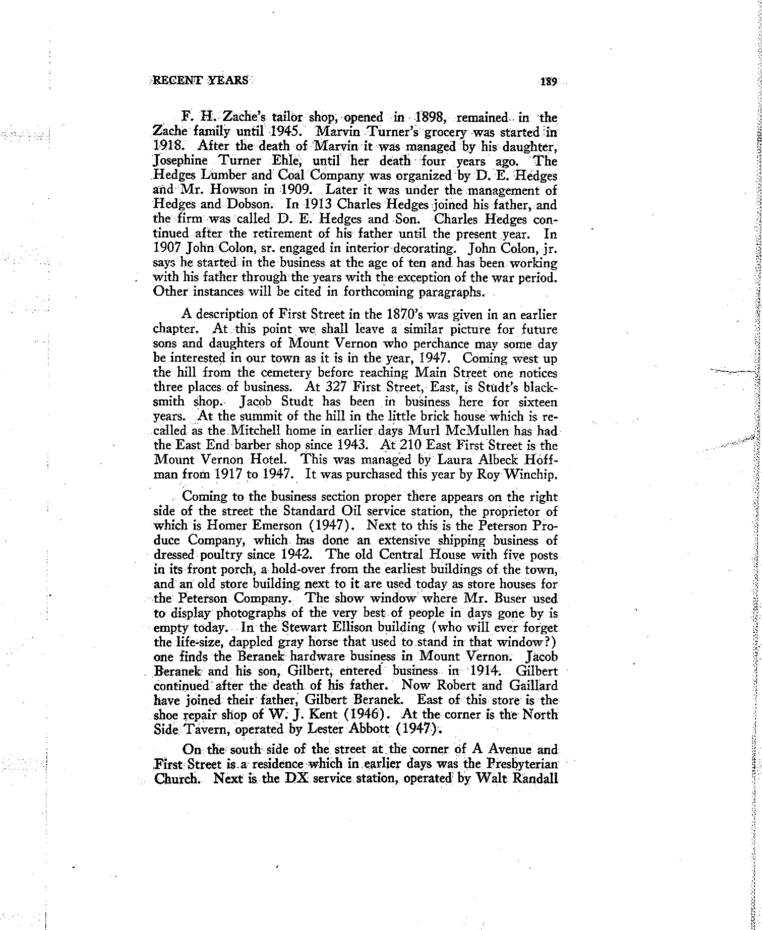 RECENT YEARS 189
F. H. Zache's tailor shop, opened in 1898, remained in the
Zache family until 1945. Marvin Turner's grocery was started in
1918. After the death of Marvin it was managed by his daughter,
Josephine Turner Ehle, until her death four years ago. The
Hedges Lumber and Coal Company was organized by D. E. Hedges
and Mr. Howson in 1909. Later it was under the management of
Hedges and Dobson. In 1913 Charles Hedges joined his father, and
the firm was called D. E. Hedges and Son. Charles Hedges con-
tinued after the retirement of his father until the present year. In
1907 John Colon, sr. engaged in interior decorating. John Colon, jr.
says he started in the business at the age of ten and has been working
with his father through the years with the exception of the war period.
Other instances will be cited in forthcoming paragraphs.
A description of First Street in the 1870's was given in an earlier
chapter. At this point we shall leave a similar picture for future
sons and daughters of Mount Vernon who perchance may some day
be interested in our town as it is in the year, 1947. Coming west up
the hill from the cemetery before reaching Main Street one notices
three places of business. At 327 First Street, East, is Studt's black-
smith shop. Jacob Studt has been in business here for sixteen
years. At the summit of the hill in the little brick house which is re-
called as the Mitchell home in earlier days Murl McMullen has had
the East End barber shop since 1943. At 210 East First Street is the
Mount Vernon Hotel. This was managed by Laura Albeck Hoff-
man from 1917 to 1947. It was purchased this year by Roy Winchip.
Coming to the business section proper there appears on the right
side of the street the Standard Oil service station, the proprietor of
which is Homer Emerson (1947). Next to this is the Peterson Pro-
duce Company, which has done an extensive shipping business of
dressed poultry since 1942. The old Central House with five posts
in its front porch, a hold-over from the earliest buildings of the town,
and an old store building next to it are used today as store houses for
the Peterson Company. The show window where Mr. Buser used
to display photographs of the very best of people in days gone by is
empty today. In the Stewart Ellison building (who will ever forget
the life-size, dappled gray horse that used to stand in that window?)
one finds the Beranek hardware business in Mount Vernon. Jacob
Beranek and his son, Gilbert, entered business in 1914. Gilbert
continued after the death of his father. Now Robert and Gaillard
have joined their father, Gilbert Beranek. East of this store is the
shoe repair shop of W. J. Kent (1946). At the corner is the North
Side Tavern, operated by Lester Abbott (1947).
On the south side of the street at the corner of A Avenue and
First Street is a residence which in earlier days was the Presbyterian
Church. Next is the DX service station, operated by Walt Randall